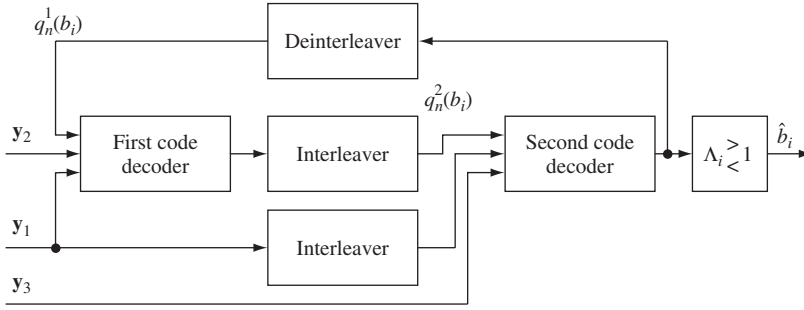 q_n^1(b_i)
Deinterleaver
q_n^2(b_i)
y_2
First code
decoder
Interleaver
Second code
decoder
Λ_i > < 1
b̂_i
y_1
Interleaver
y_3